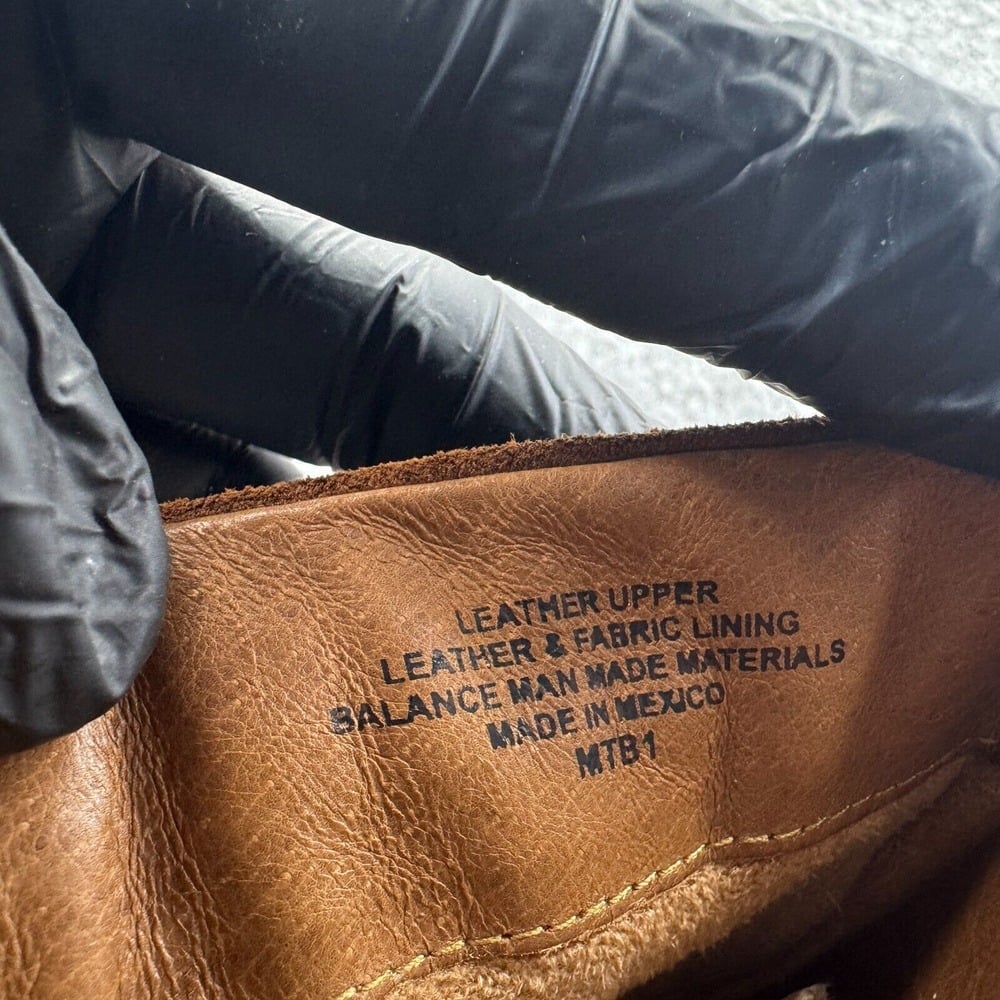 LEATHER UPPER
LEATHER & FABRIC LINING
BALANCE MAN MADE MATERIALS
MADE IN MEXICO
MTB1